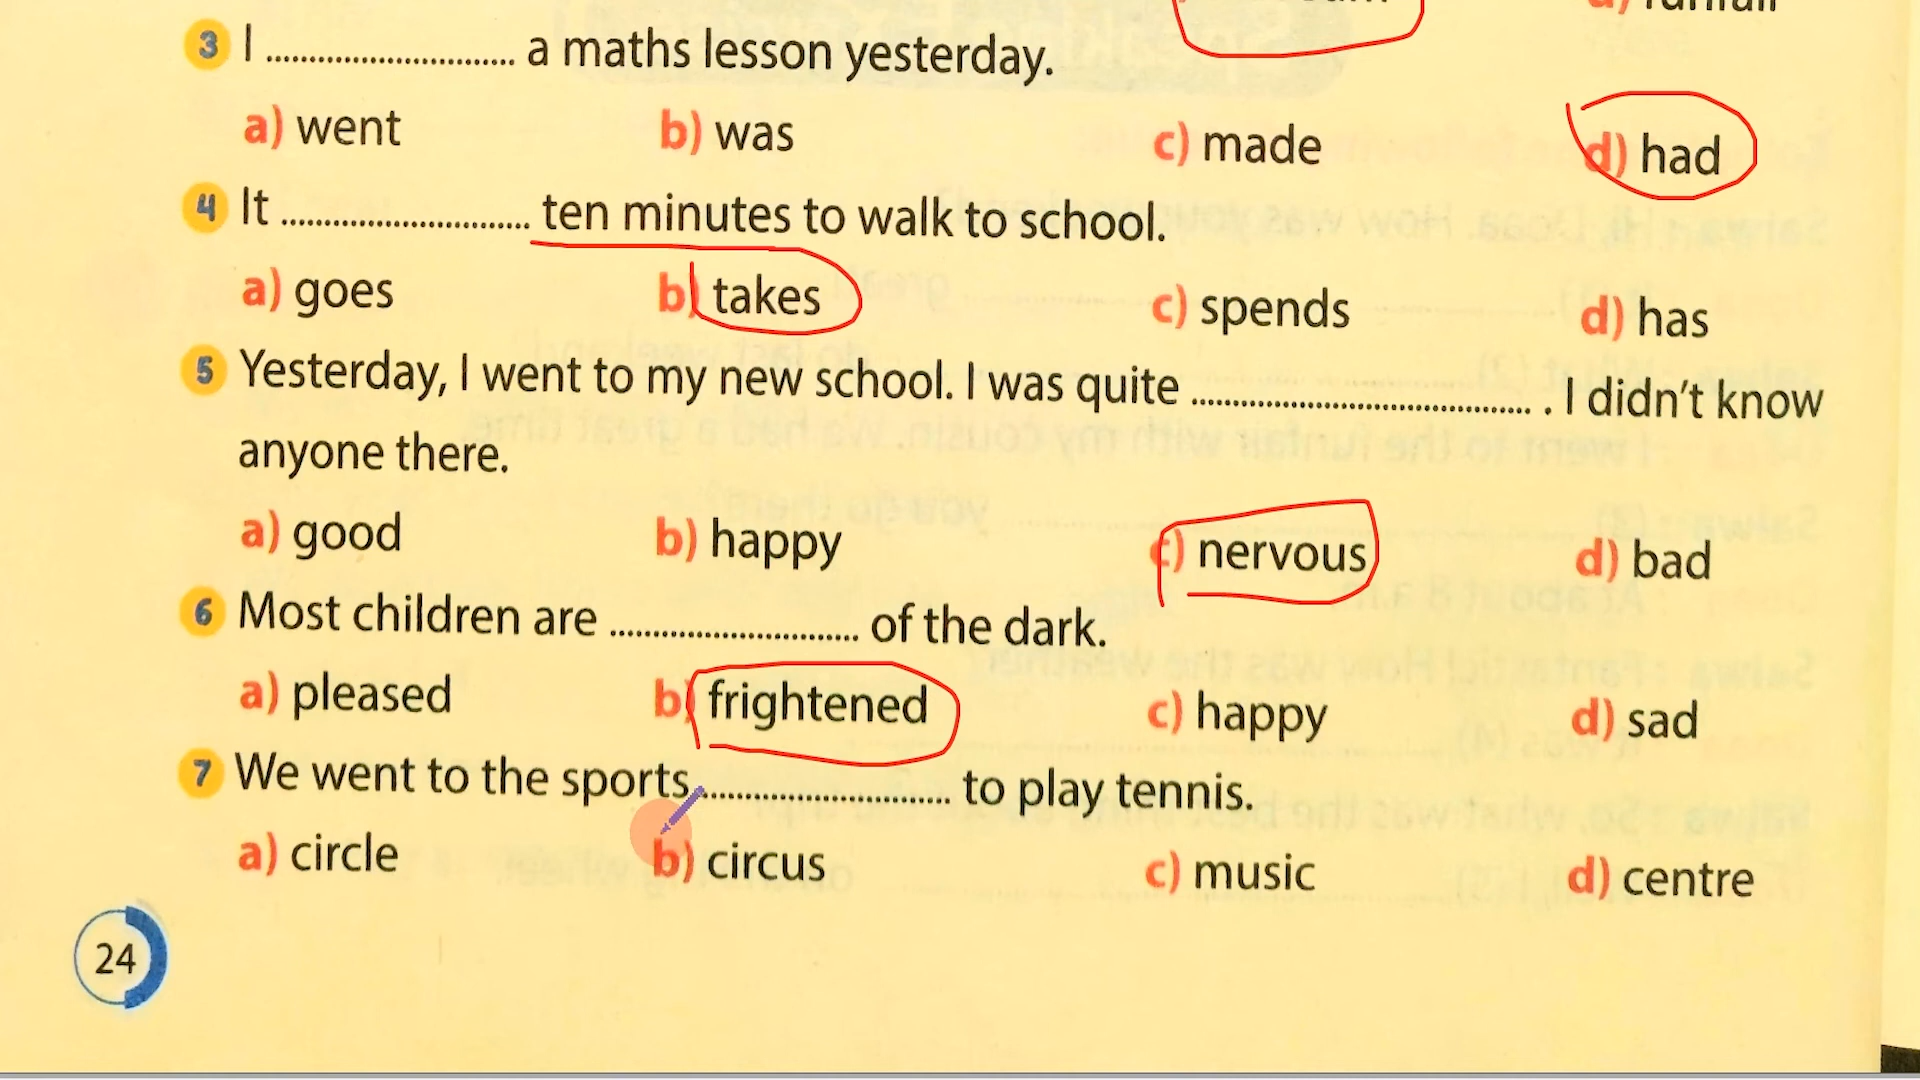 d) funfair
3 I .............................. a maths lesson yesterday.
a) went b) was c) made d) had
4 It .............................. ten minutes to walk to school.
a) goes b) takes c) spends d) has
5 Yesterday, I went to my new school. I was quite ........................................ . I didn't know
anyone there.
a) good b) happy c) nervous d) bad
6 Most children are .............................. of the dark.
a) pleased b) frightened c) happy d) sad
7 We went to the sports .............................. to play tennis.
a) circle b) circus c) music d) centre
24